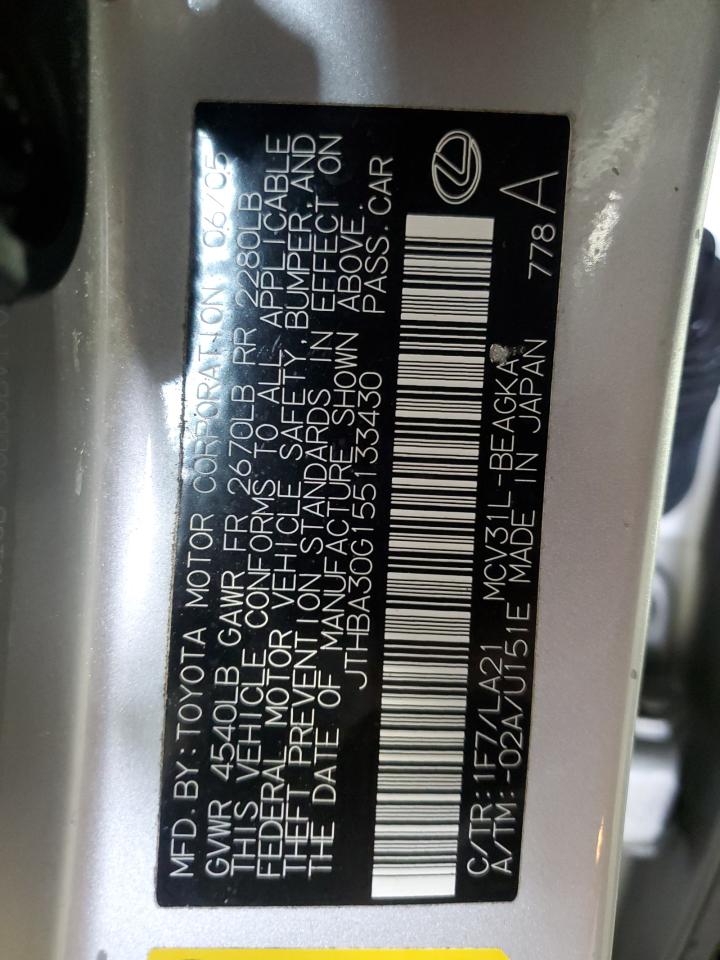 MFD.BY:TOYOTA MOTOR CORPORATION 06/05
GVWR 4540LB GAWR FR 2670LB RR 2280LB
THIS VEHICLE CONFORMS TO ALL APPLICABLE
FEDERAL MOTOR VEHICLE SAFETY,BUMPER,AND
THEFT PREVENTION STANDARDS IN EFFECT ON
THE DATE OF MANUFACTURE SHOWN ABOVE.
JTHBA30G155133430 PASS.CAR
C/TR:1F7/LA21 MCV31L-BEAGKA
A/TM:-02A/U151E MADE IN JAPAN 778 A